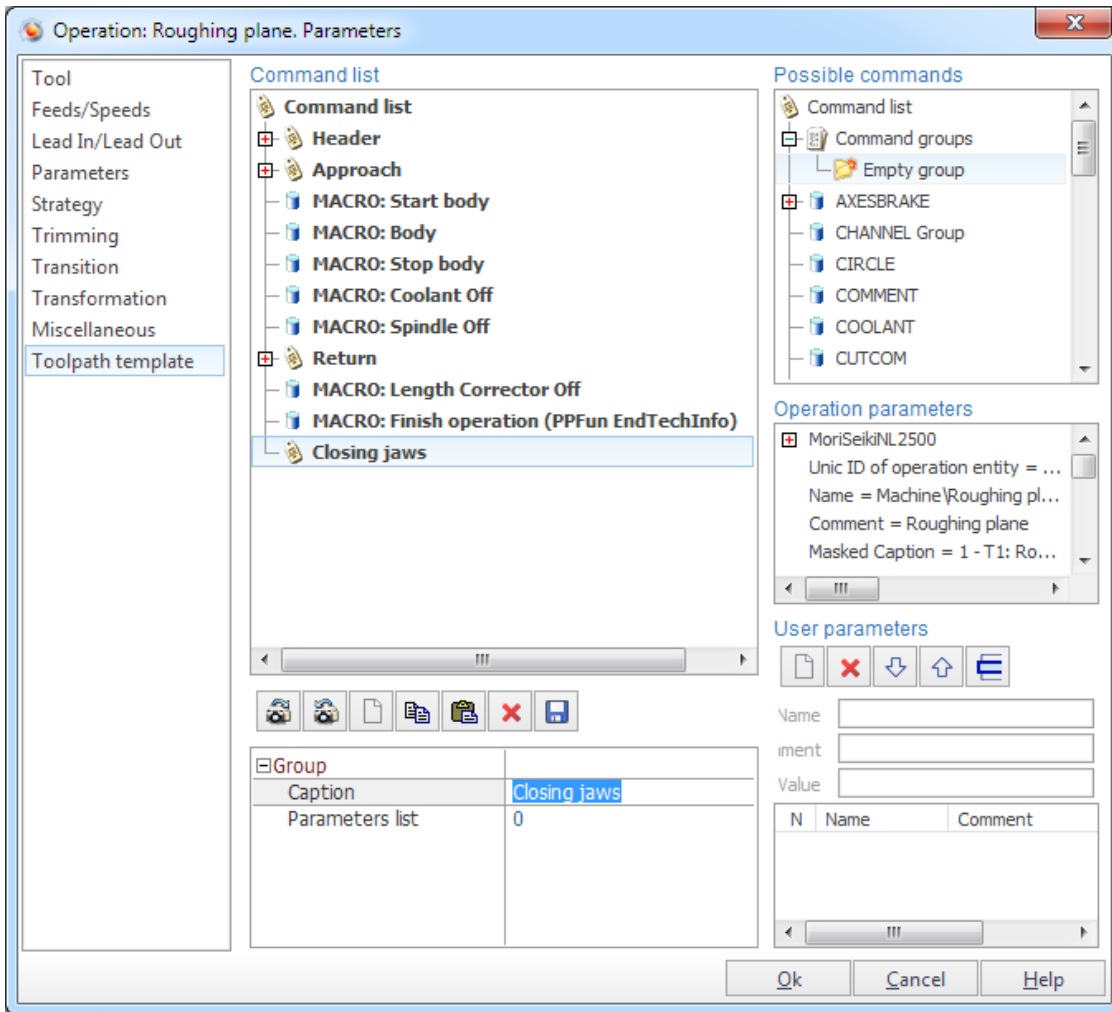 Operation: Roughing plane. Parameters
Tool
Feeds/Speeds
Lead In/Lead Out
Parameters
Strategy
Trimming
Transition
Transformation
Miscellaneous
Toolpath template
Command list
Command list
Header
Approach
MACRO: Start body
MACRO: Body
MACRO: Stop body
MACRO: Coolant Off
MACRO: Spindle Off
Return
MACRO: Length Corrector Off
MACRO: Finish operation (PPFun EndTechInfo)
Closing jaws
Group
Caption Closing jaws
Parameters list 0
Possible commands
Command list
Command groups
Empty group
AXESBRAKE
CHANNEL Group
CIRCLE
COMMENT
COOLANT
CUTCOM
Operation parameters
MoriSeikiNL2500
Unic ID of operation entity = ...
Name = Machine\Roughing pl...
Comment = Roughing plane
Masked Caption = 1 - T1: Ro...
User parameters
Name
ment
Value
N Name Comment
Ok Cancel Help